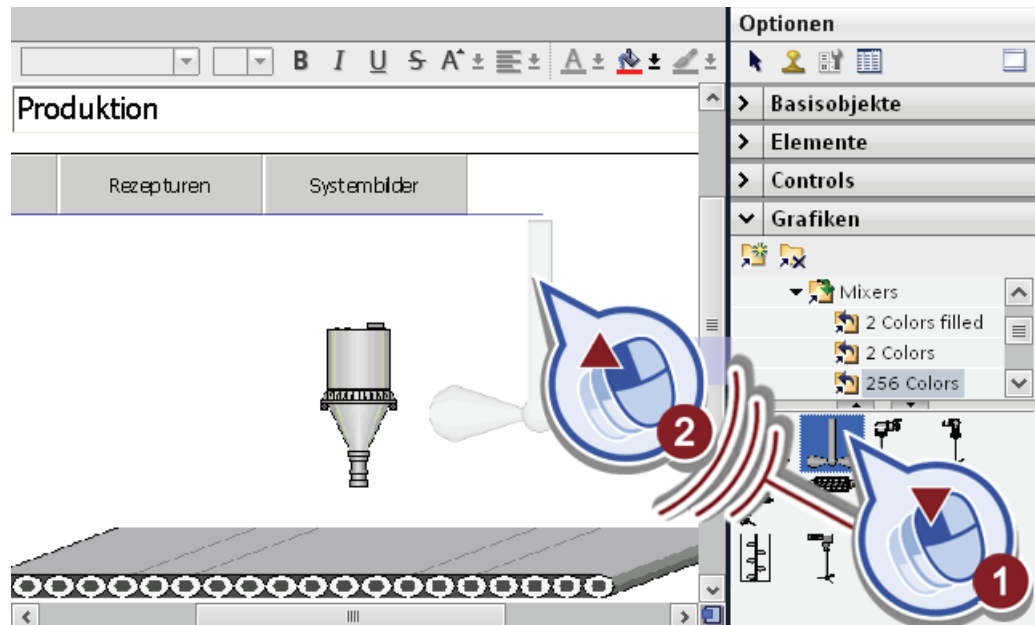 Optionen
B I U S A A
Produktion
Basisobjekte
Elemente
Rezepturen
Systembilder
Controls
Grafiken
Mixers
2 Colors filled
2 Colors
256 Colors
2
1